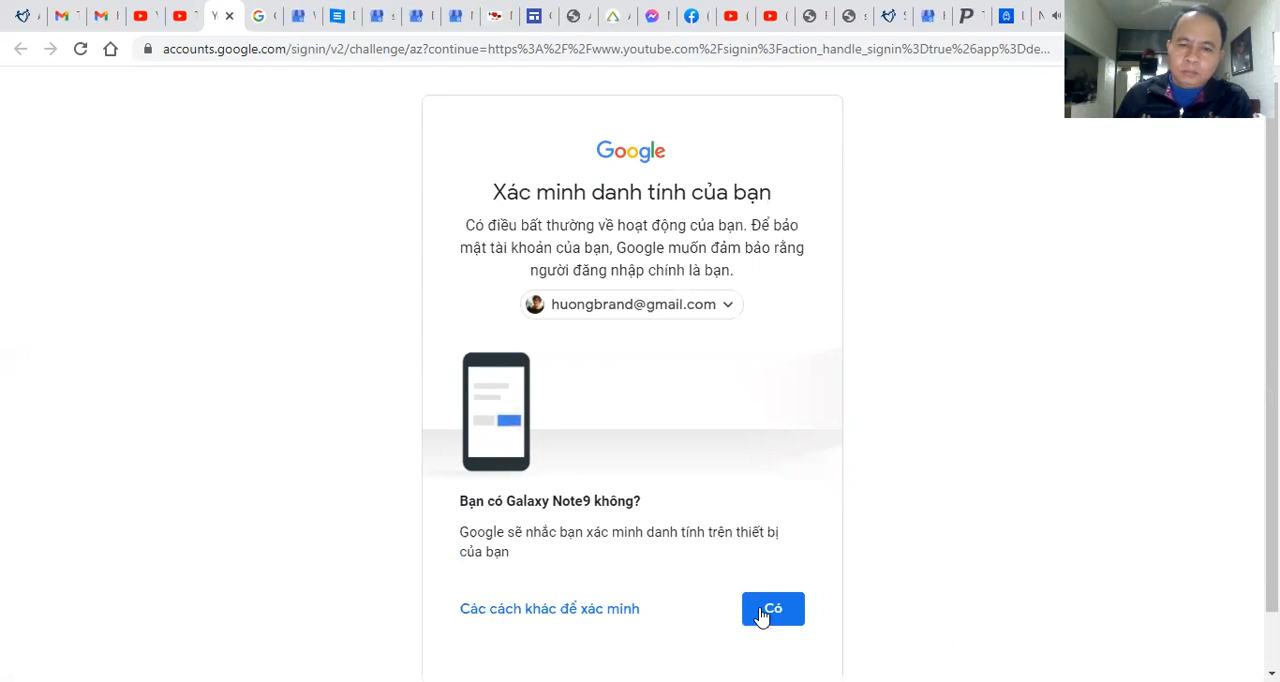 accounts.google.com/signin/v2/challenge/az?continue=https%3A%2F%2Fwww.youtube.com%2Fsignin%3Faction_handle_signin%3Dtrue%26app%3Dde...
Google
Xác minh danh tính của bạn
Có điều bất thường về hoạt động của bạn. Để bảo
mật tài khoản của bạn, Google muốn đảm bảo rằng
người đăng nhập chính là bạn.
huongbrand@gmail.com
Bạn có Galaxy Note9 không?
Google sẽ nhắc bạn xác minh danh tính trên thiết bị
của bạn
Các cách khác để xác minh
Có